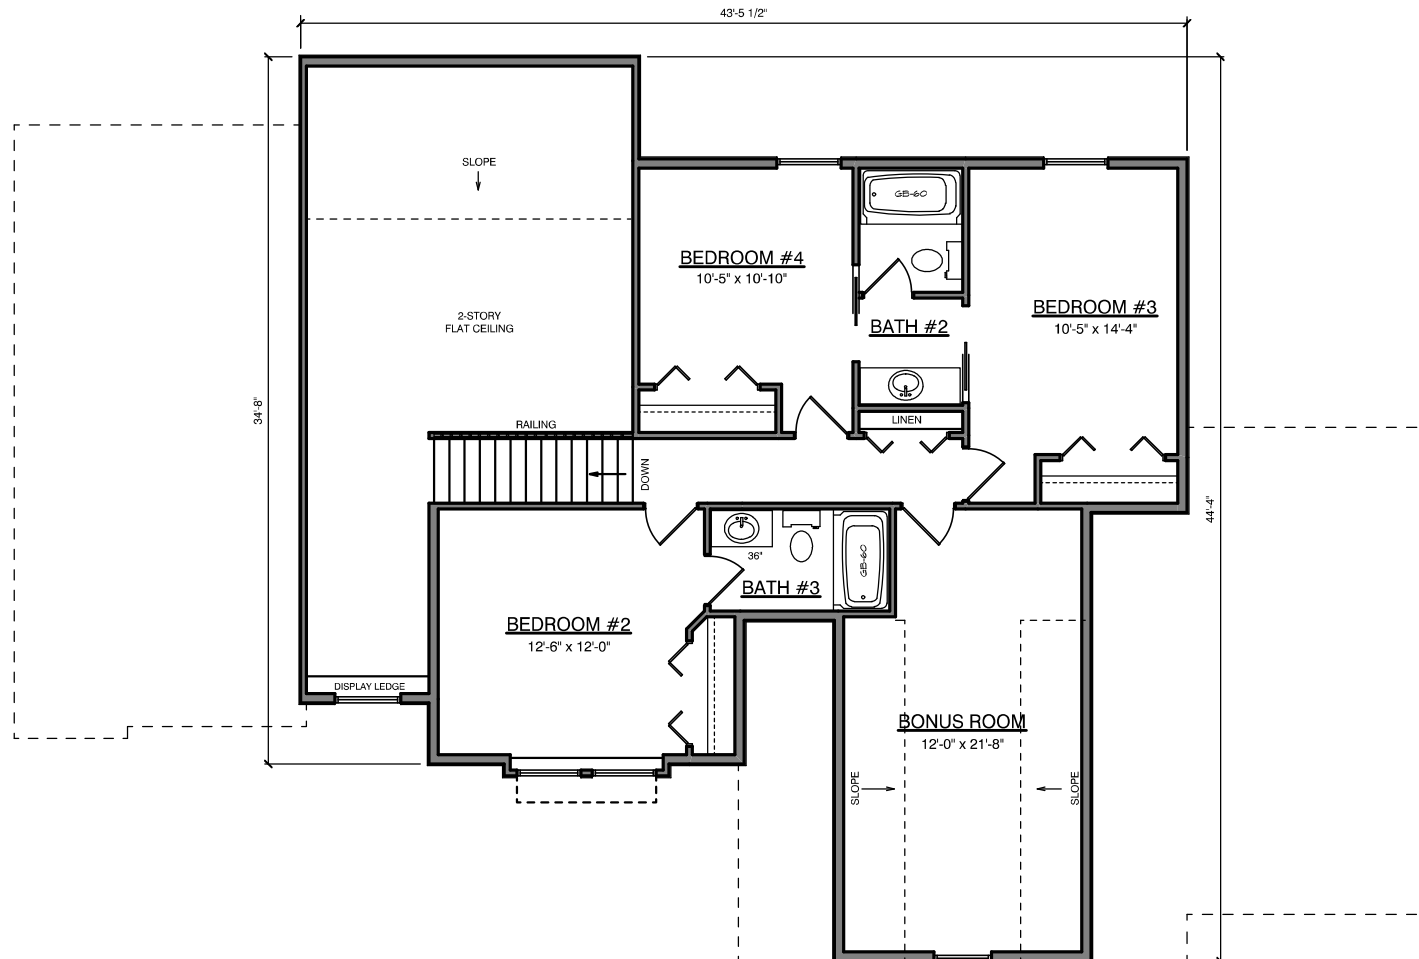 43'-5 1/2"
SLOPE
GB-60
BEDROOM #4
10'-5" x 10'-10"
BEDROOM #3
10'-5" x 14'-4"
2-STORY
FLAT CEILING
BATH #2
34'-8"
RAILING
LINEN
DOWN
44'-4"
36"
GB-60
BATH #3
BEDROOM #2
12'-6" x 12'-0"
DISPLAY LEDGE
BONUS ROOM
12'-0" x 21'-8"
SLOPE
SLOPE